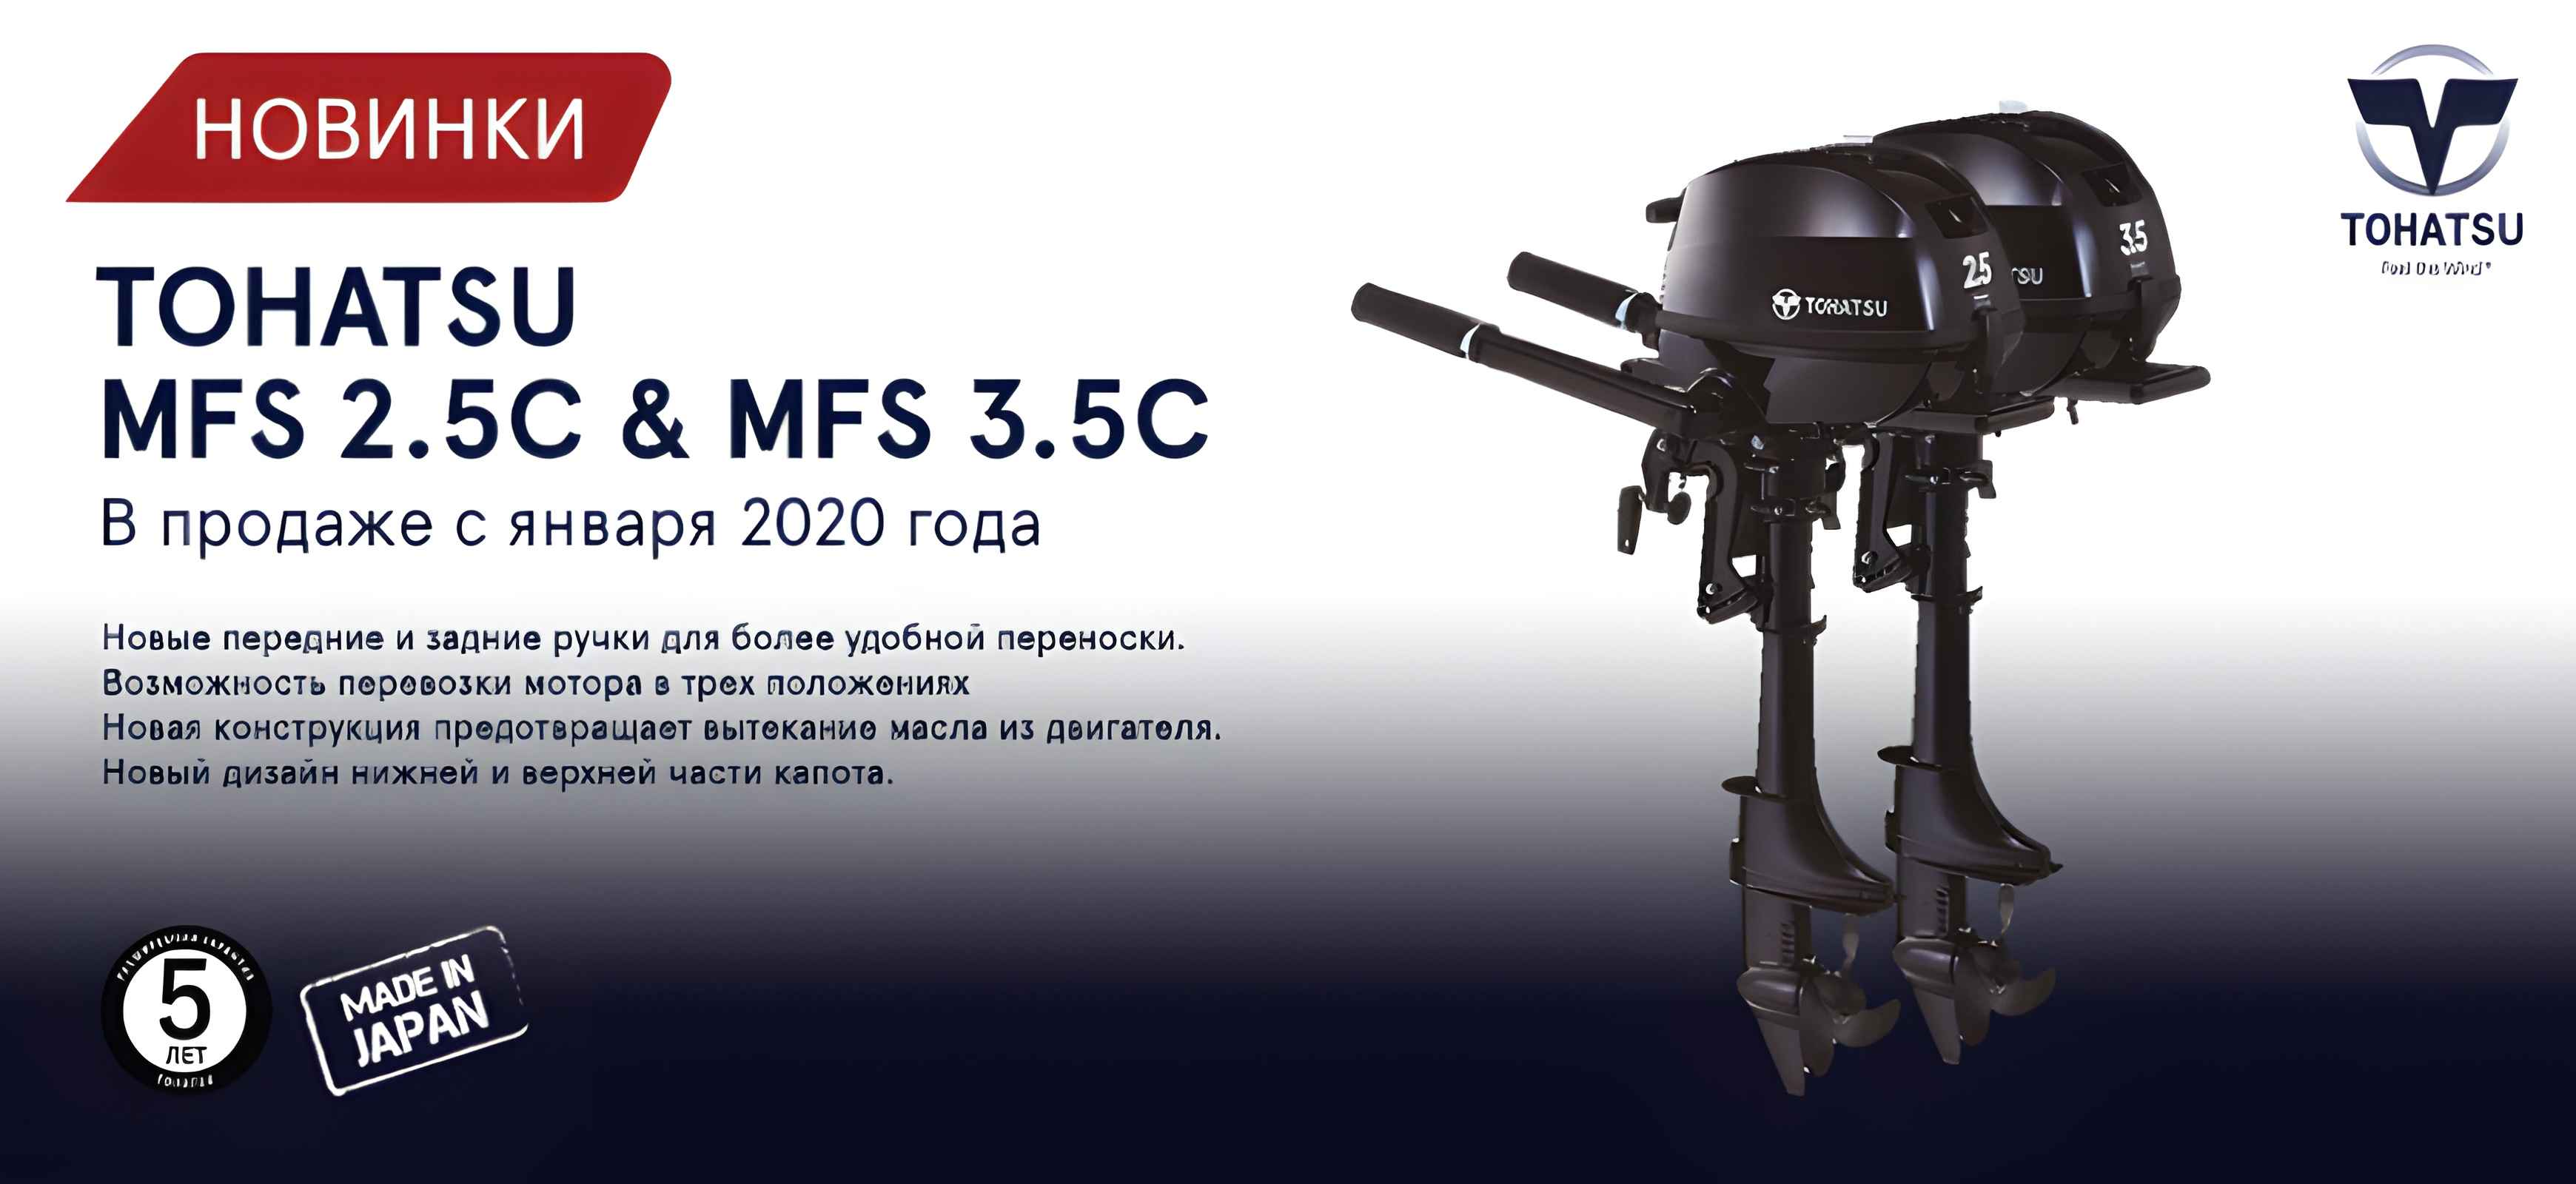 НОВИНКИ
TOHATSU
MFS 2.5C & MFS 3.5C
В продаже с января 2020 года
Новые передние и задние ручки для более удобной переноски.
Возможность перевозки мотора в трех положениях
Новая конструкция предотвращает вытекание масла из двигателя.
Новый дизайн нижней и верхней части капота.
5
ЛЕТ
MADE IN
JAPAN
TOHATSU
2.5
3.5
TOHATSU